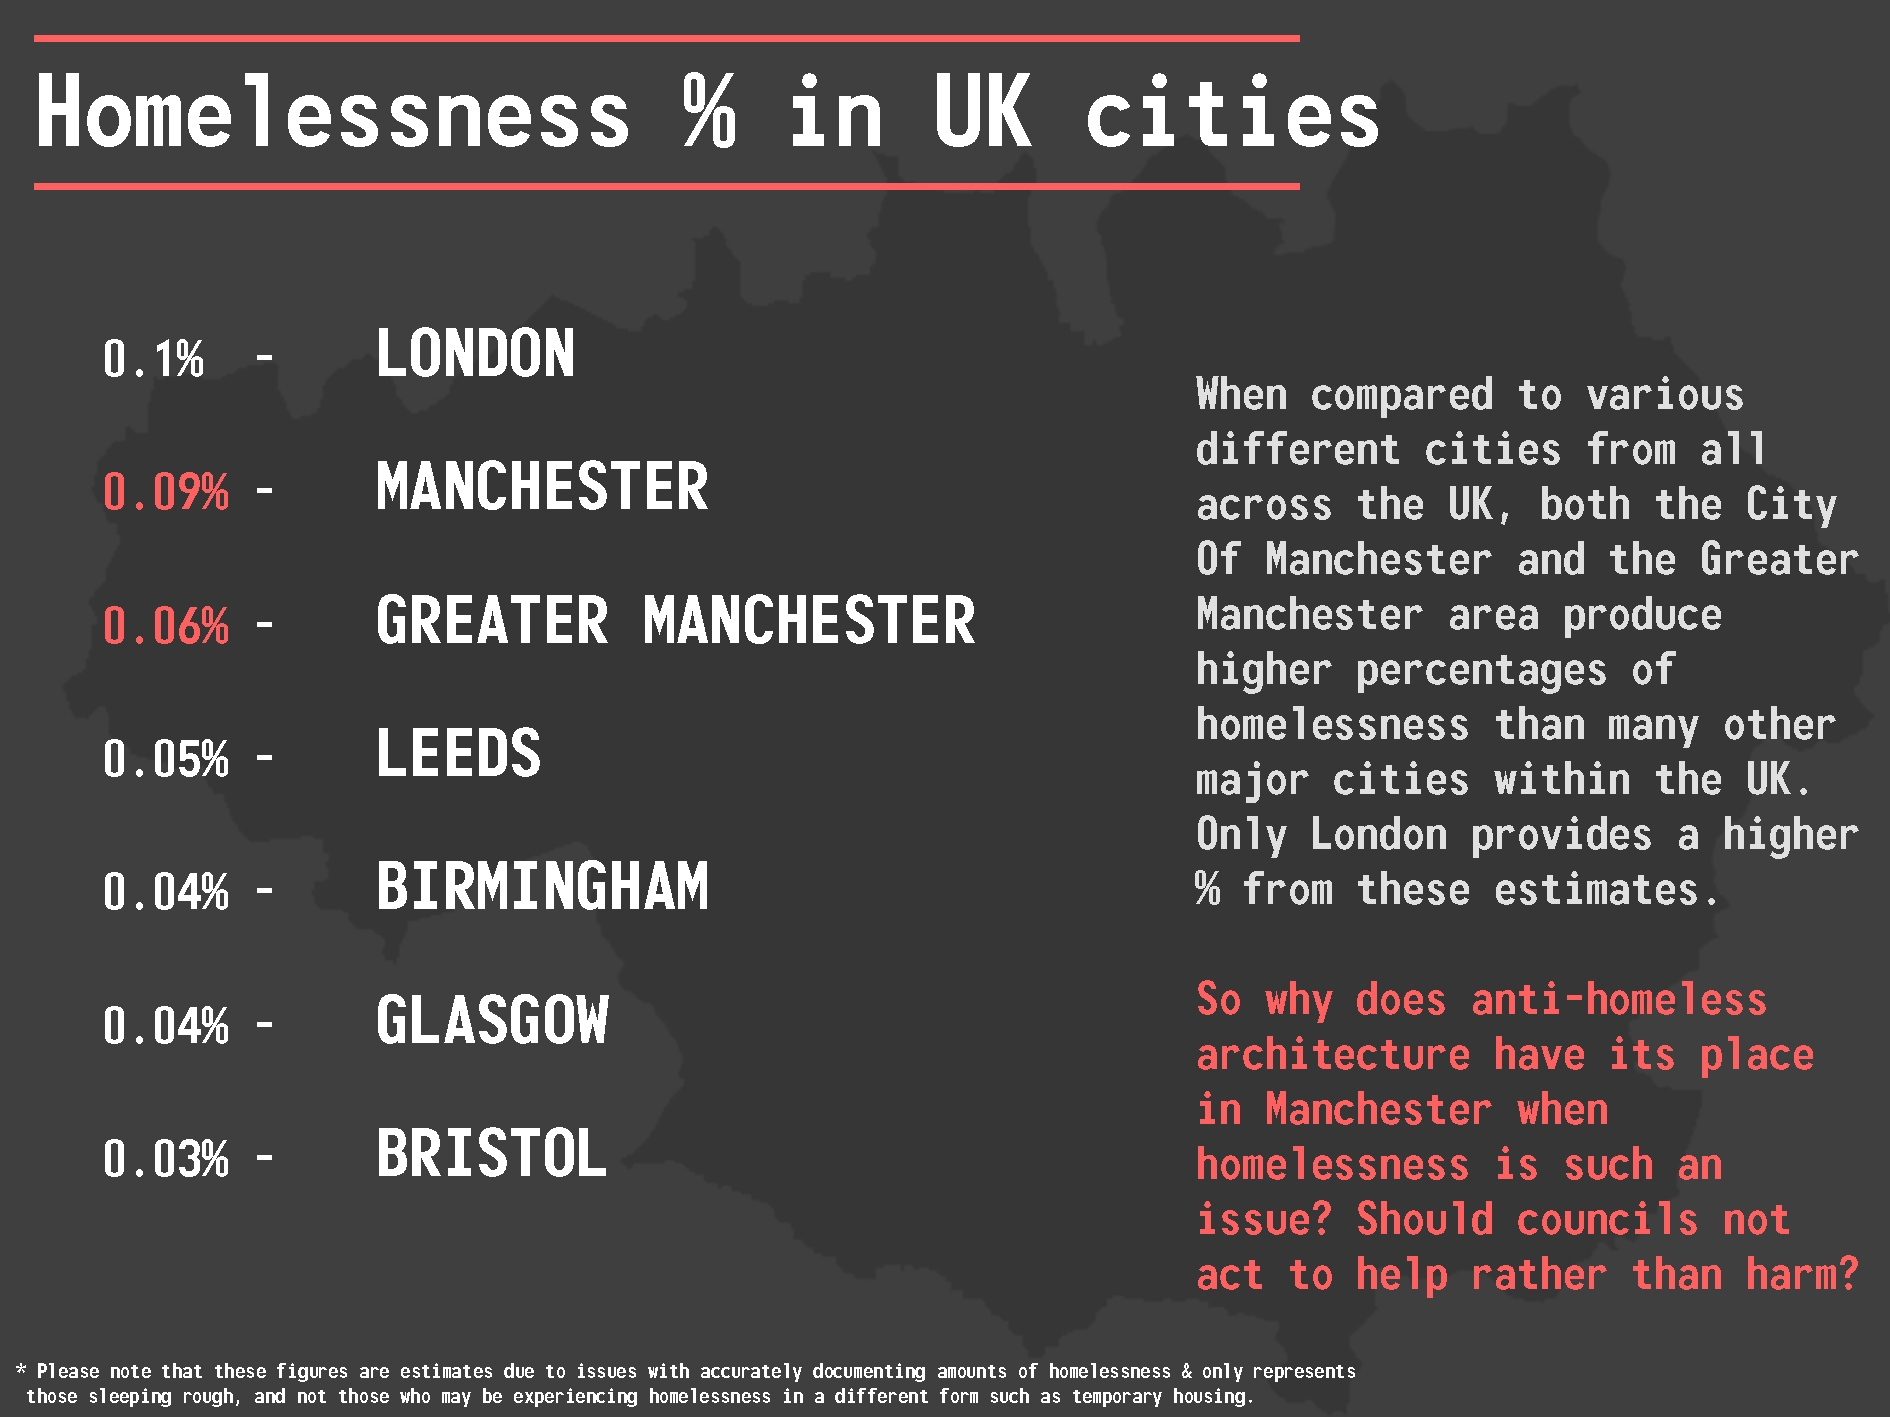 Homelessness % in UK cities
0.1% - LONDON
0.09% - MANCHESTER
0.06% - GREATER MANCHESTER
0.05% - LEEDS
0.04% - BIRMINGHAM
0.04% - GLASGOW
0.03% - BRISTOL
When compared to various
different cities from all
across the UK, both the City
Of Manchester and the Greater
Manchester area produce
higher percentages of
homelessness than many other
major cities within the UK.
Only London provides a higher
% from these estimates.
So why does anti-homeless
architecture have its place
in Manchester when
homelessness is such an
issue? Should councils not
act to help rather than harm?
* Please note that these figures are estimates due to issues with accurately documenting amounts of homelessness & only represents
those sleeping rough, and not those who may be experiencing homelessness in a different form such as temporary housing.